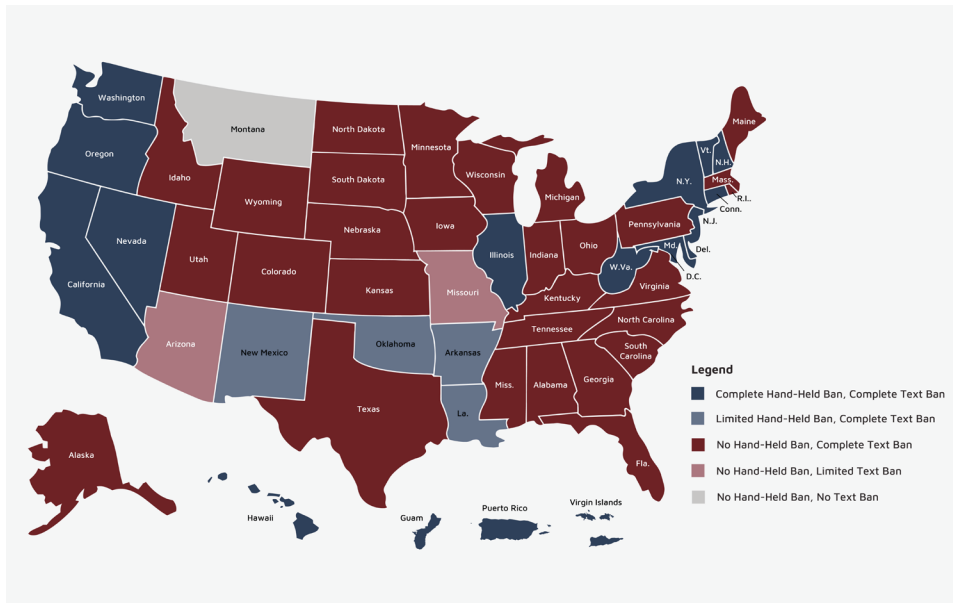 Washington
Montana
North Dakota
Minnesota
Maine
Oregon
Idaho
Wisconsin
Vt.
N.H.
South Dakota
Wyoming
Michigan
N.Y.
Mass.
R.I..
Conn.
Nevada
Nebraska
Iowa
Pennsylvania
N.J.
Utah
Colorado
Illinois
Indiana
Ohio
Md.
Del.
California
Kansas
Missouri
W.Va.
D.C.
Virginia
Kentucky
Arizona
New Mexico
Oklahoma
Arkansas
Tennessee
North Carolina
South
Carolina
Texas
La.
Miss.
Alabama
Georgia
Alaska
Fla.
Hawaii
Guam
Puerto Rico
Virgin Islands
Legend
Complete Hand-Held Ban, Complete Text Ban
Limited Hand-Held Ban, Complete Text Ban
No Hand-Held Ban, Complete Text Ban
No Hand-Held Ban, Limited Text Ban
No Hand-Held Ban, No Text Ban